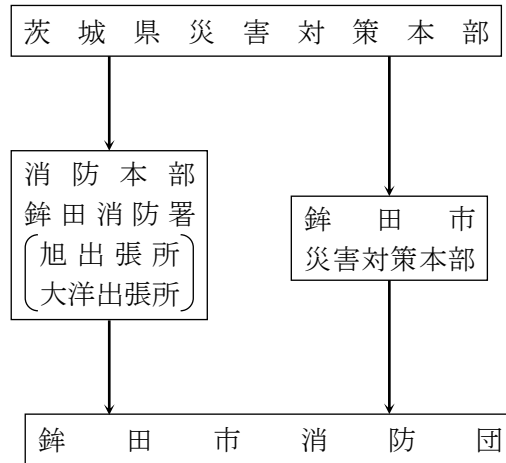 茨城県災害対策本部
消防本部
鉾田消防署
(旭出張所
大洋出張所)
鉾田市
災害対策本部
鉾田市消防団